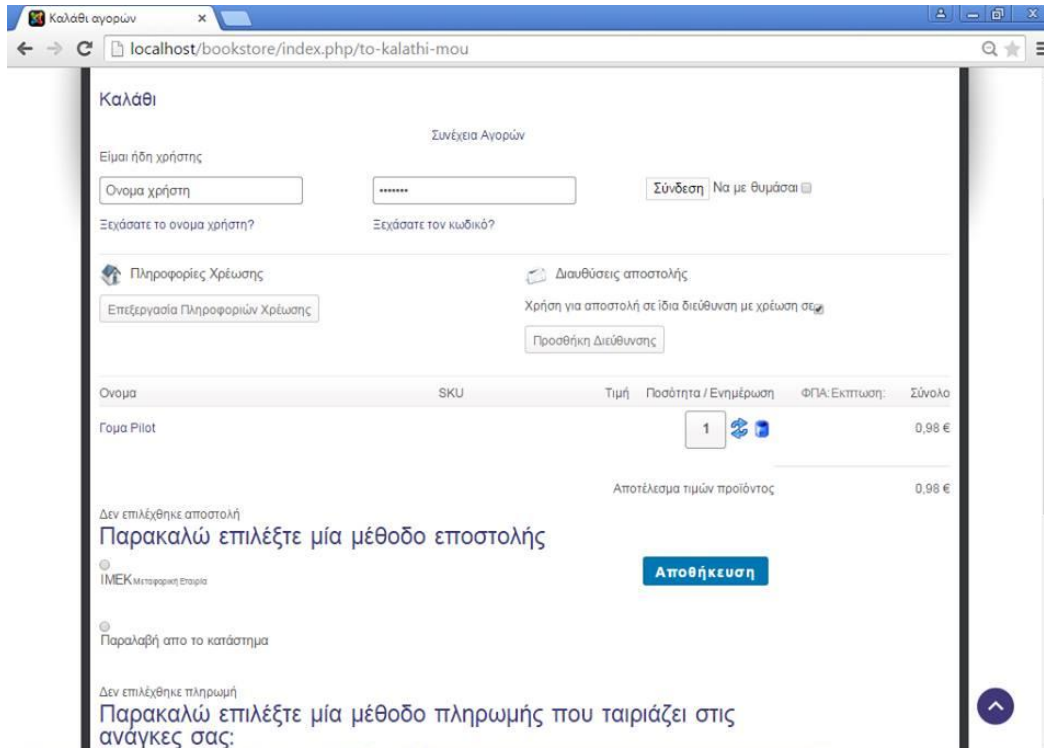 Καλάθι αγορών
localhost/bookstore/index.php/to-kalathi-mou
Καλάθι
Συνέχεια Αγορών
Είμαι ήδη χρήστης
Ονομα χρήστη ••••••• Σύνδεση Να με θυμάσαι
Ξεχάσατε το ονομα χρήστη? Ξεχάσατε τον κωδικό?
Πληροφορίες Χρέωσης Διαυθύσεις αποστολής
Επεξεργασία Πληροφοριών Χρέωσης Χρήση για αποστολή σε ίδια διεύθυνση με χρέωση σε
Προσθήκη Διεύθυνσης
Ονομα SKU Τιμή Ποσότητα / Ενημέρωση ΦΠΑ: Εκπτωση: Σύνολο
Γομα Pilot 1 0,98 €
Αποτέλεσμα τιμών προϊόντος 0,98 €
Δεν επιλέχθηκε αποστολή
Παρακαλώ επιλέξτε μία μέθοδο εποστολής
IMEK Μεταφορική Εταιρία Αποθήκευση
Παραλαβή απο το κατάστημα
Δεν επιλέχθηκε πληρωμή
Παρακαλώ επιλέξτε μία μέθοδο πληρωμής που ταιριάζει στις
ανάγκες σας: